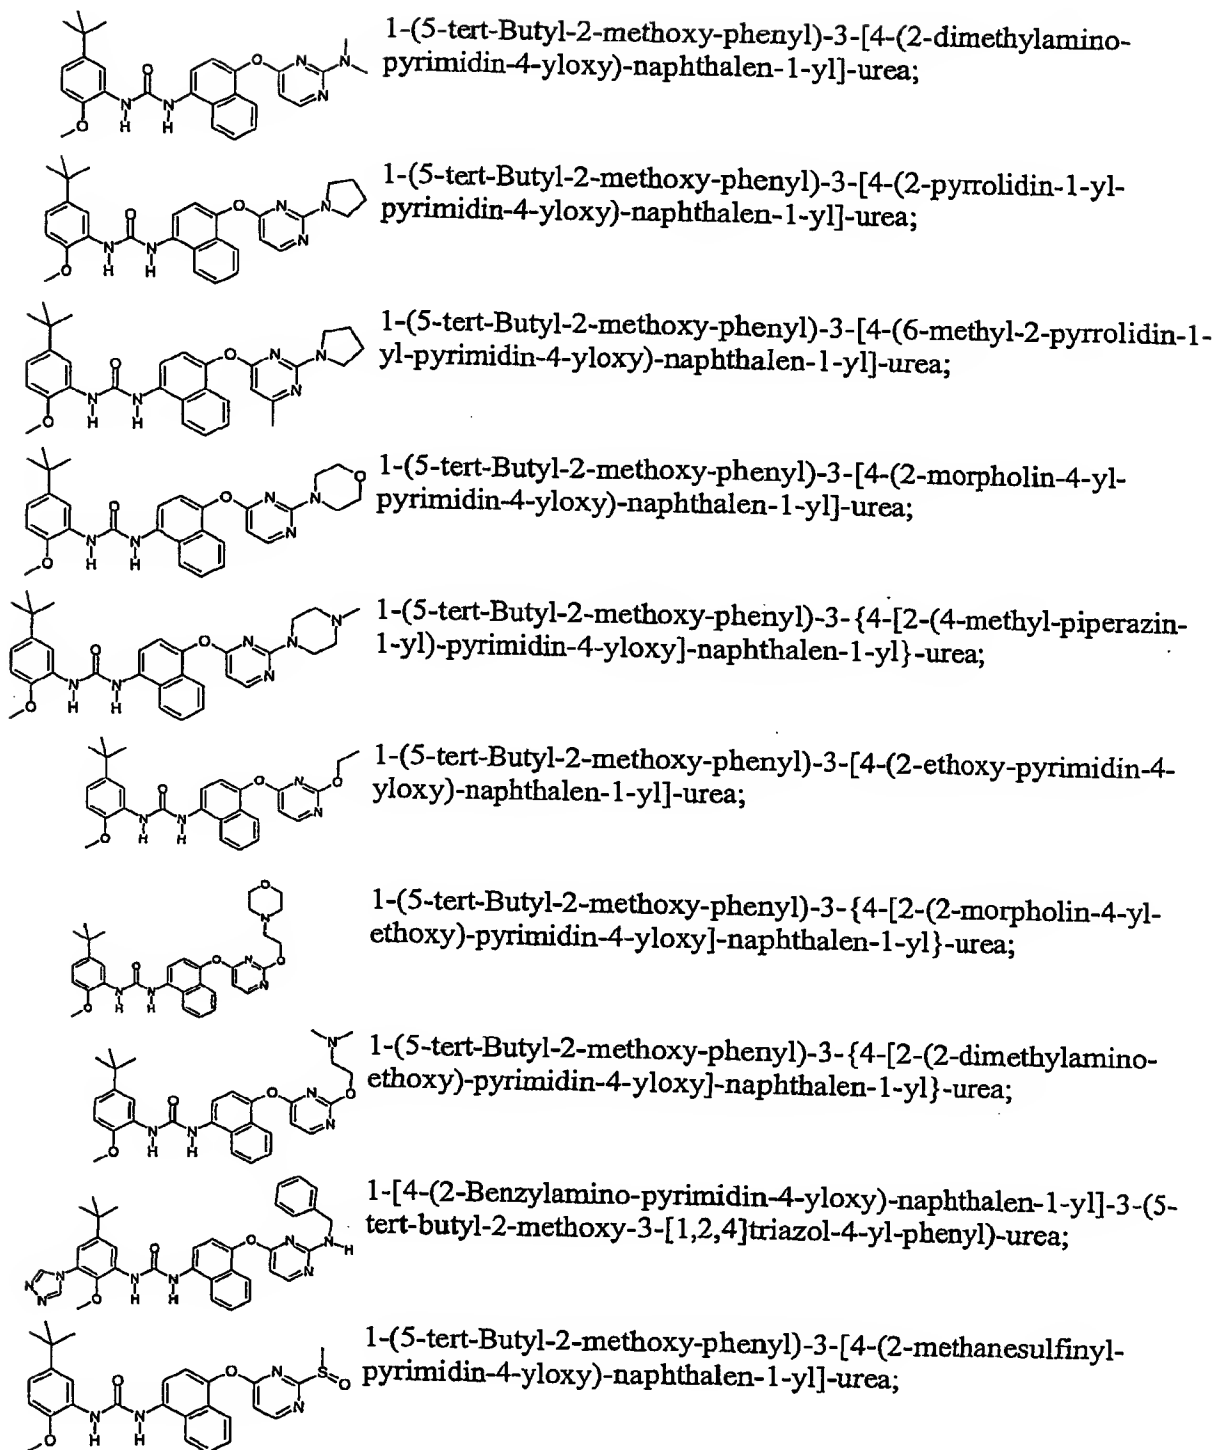 1-(5-tert-Butyl-2-methoxy-phenyl)-3-[4-(2-dimethylamino-
pyrimidin-4-yloxy)-naphthalen-1-yl]-urea;
1-(5-tert-Butyl-2-methoxy-phenyl)-3-[4-(2-pyrrolidin-1-yl-
pyrimidin-4-yloxy)-naphthalen-1-yl]-urea;
1-(5-tert-Butyl-2-methoxy-phenyl)-3-[4-(6-methyl-2-pyrrolidin-1-
yl-pyrimidin-4-yloxy)-naphthalen-1-yl]-urea;
1-(5-tert-Butyl-2-methoxy-phenyl)-3-[4-(2-morpholin-4-yl-
pyrimidin-4-yloxy)-naphthalen-1-yl]-urea;
1-(5-tert-Butyl-2-methoxy-phenyl)-3-{4-[2-(4-methyl-piperazin-
1-yl)-pyrimidin-4-yloxy]-naphthalen-1-yl}-urea;
1-(5-tert-Butyl-2-methoxy-phenyl)-3-[4-(2-ethoxy-pyrimidin-4-
yloxy)-naphthalen-1-yl]-urea;
1-(5-tert-Butyl-2-methoxy-phenyl)-3-{4-[2-(2-morpholin-4-yl-
ethoxy)-pyrimidin-4-yloxy]-naphthalen-1-yl}-urea;
1-(5-tert-Butyl-2-methoxy-phenyl)-3-{4-[2-(2-dimethylamino-
ethoxy)-pyrimidin-4-yloxy]-naphthalen-1-yl}-urea;
1-[4-(2-Benzylamino-pyrimidin-4-yloxy)-naphthalen-1-yl]-3-(5-
tert-butyl-2-methoxy-3-[1,2,4]triazol-4-yl-phenyl)-urea;
1-(5-tert-Butyl-2-methoxy-phenyl)-3-[4-(2-methanesulfinyl-
pyrimidin-4-yloxy)-naphthalen-1-yl]-urea;